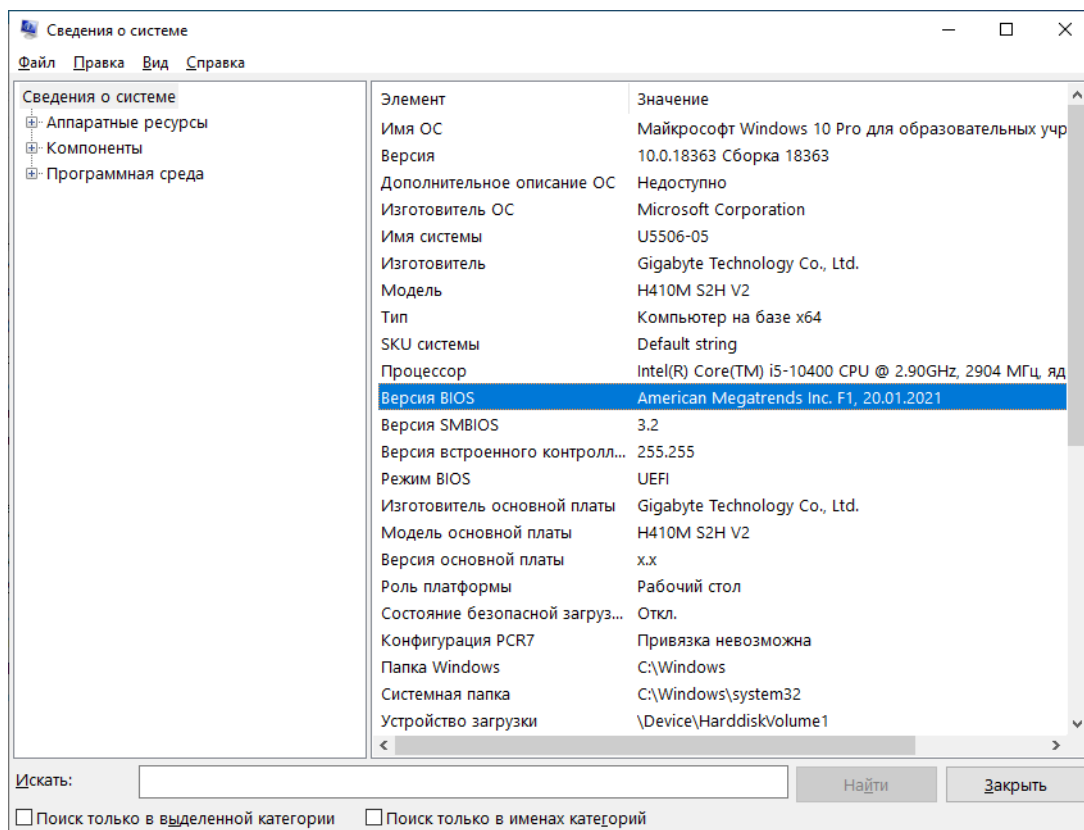 Сведения о системе
Файл Правка Вид Справка
Сведения о системе
Аппаратные ресурсы
Компоненты
Программная среда
Элемент Значение
Имя ОС Майкрософт Windows 10 Pro для образовательных учр
Версия 10.0.18363 Сборка 18363
Дополнительное описание ОС Недоступно
Изготовитель ОС Microsoft Corporation
Имя системы U5506-05
Изготовитель Gigabyte Technology Co., Ltd.
Модель H410M S2H V2
Тип Компьютер на базе x64
SKU системы Default string
Процессор Intel(R) Core(TM) i5-10400 CPU @ 2.90GHz, 2904 МГц, яд
Версия BIOS American Megatrends Inc. F1, 20.01.2021
Версия SMBIOS 3.2
Версия встроенного контролл... 255.255
Режим BIOS UEFI
Изготовитель основной платы Gigabyte Technology Co., Ltd.
Модель основной платы H410M S2H V2
Версия основной платы x.x
Роль платформы Рабочий стол
Состояние безопасной загруз... Откл.
Конфигурация PCR7 Привязка невозможна
Папка Windows C:\Windows
Системная папка C:\Windows\system32
Устройство загрузки \Device\HarddiskVolume1
Искать: Найти Закрыть
Поиск только в выделенной категории Поиск только в именах категорий